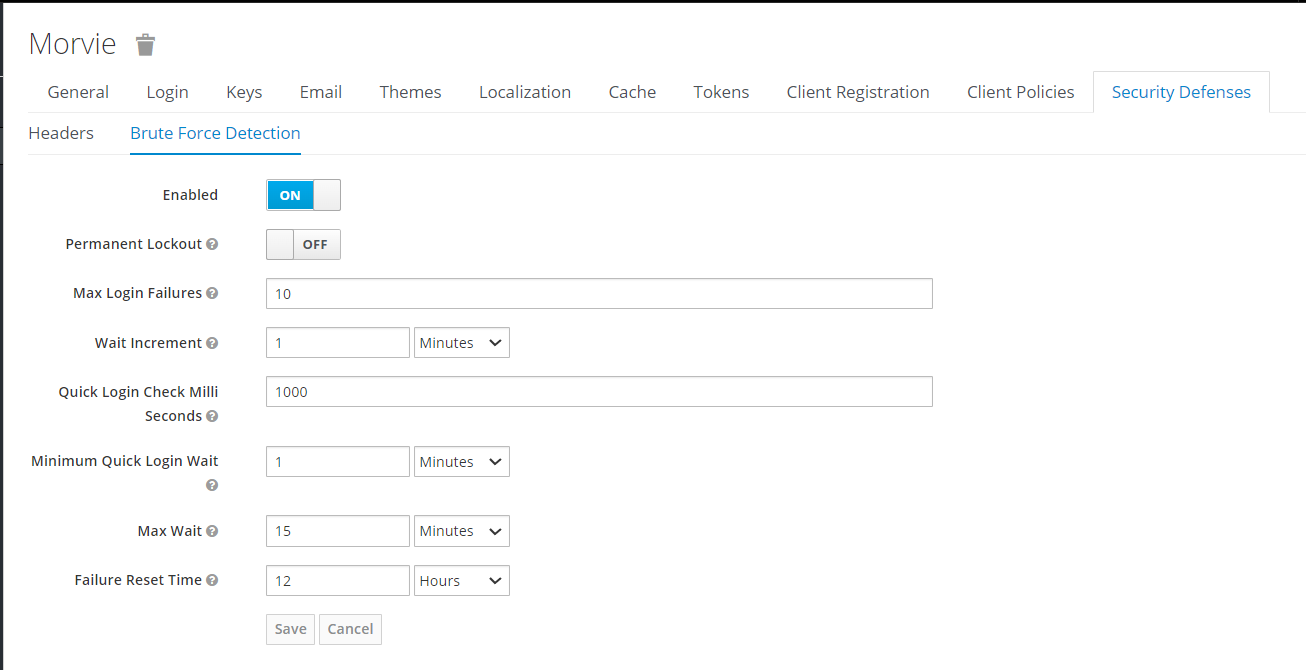 Morvie
General Login Keys Email Themes Localization Cache Tokens Client Registration Client Policies Security Defenses
Headers Brute Force Detection
Enabled ON
Permanent Lockout ? OFF
Max Login Failures ? 10
Wait Increment ? 1 Minutes
Quick Login Check Milli 1000
Seconds ?
Minimum Quick Login Wait 1 Minutes
?
Max Wait ? 15 Minutes
Failure Reset Time ? 12 Hours
Save Cancel